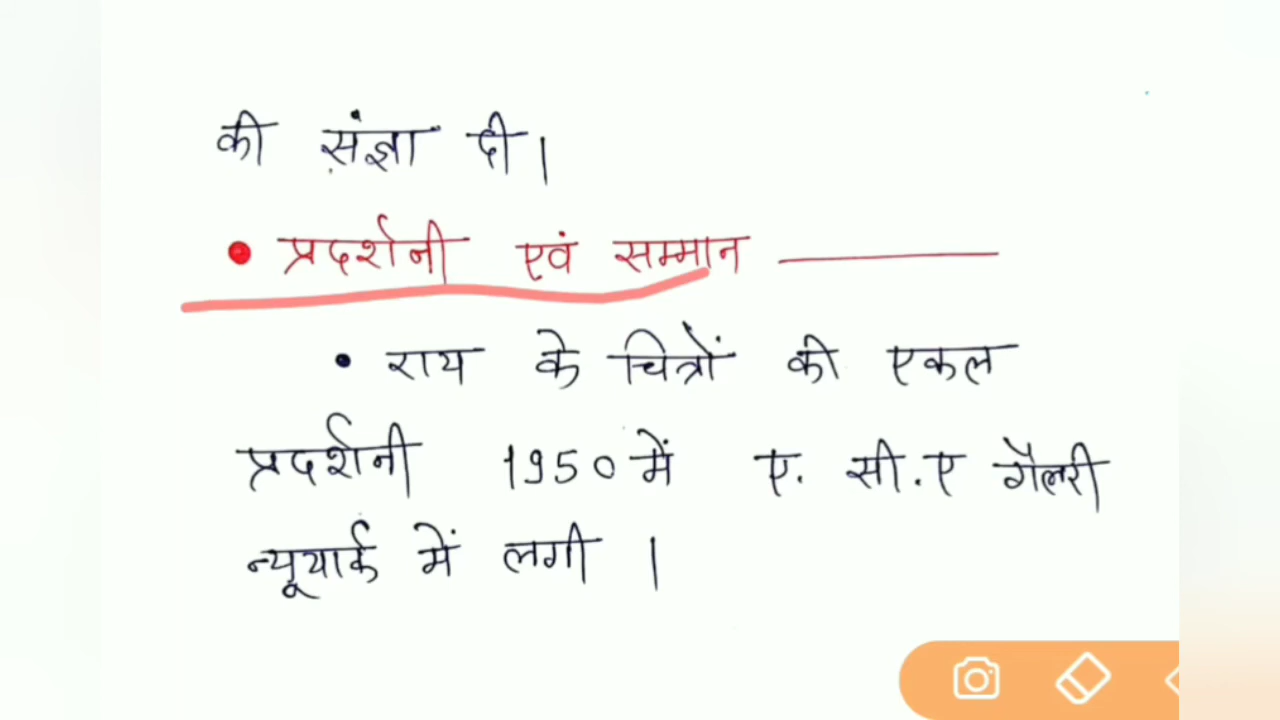 की संज्ञा दी।
• प्रदर्शनी एवं सम्मान ———
• राय के चित्रों की एकल
प्रदर्शनी 1950 में ए. सी.ए गैलरी
न्यूयार्क में लगी ।